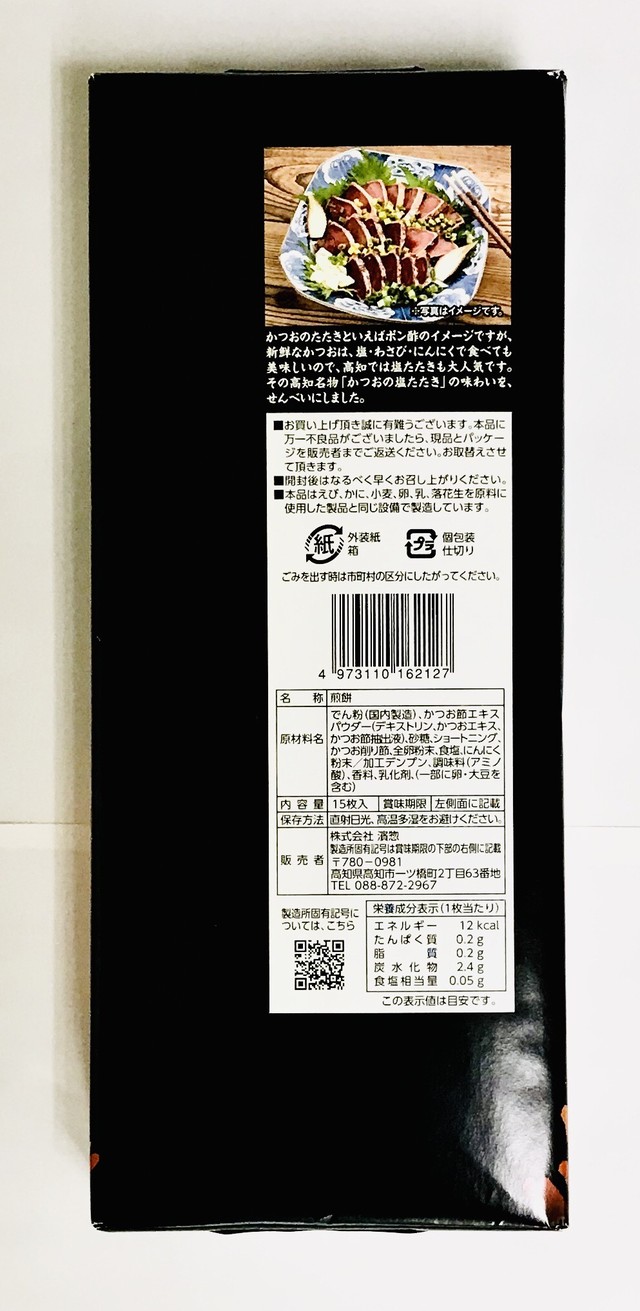 ※写真はイメージです。
かつおのたたきといえばポン酢のイメージですが、
新鮮なかつおは、塩・わさび・にんにくで食べても
美味しいので、高知では塩たたきも大人気です。
その高知名物「かつおの塩たたき」の味わいを、
せんべいにしました。
■お買い上げ頂き誠に有難うございます。本品に
万一不良品がございましたら、現品とパッケー
ジを販売者までご返送ください。お取替えさせ
て頂きます。
■開封後はなるべく早くお召し上がりください。
■本品はえび、かに、小麦、卵、乳、落花生を原料に
使用した製品と同じ設備で製造しています。
紙 外装紙
箱
プラ 個包装
仕切り
ごみを出す時は市町村の区分にしたがってください。
4 973110 162127
名称 煎餅
原材料名 でん粉(国内製造)、かつお節エキス
パウダー(デキストリン、かつおエキス、
かつお節抽出液)、砂糖、ショートニング、
かつお削り節、全卵粉末、食塩、にんにく
粉末/加工デンプン、調味料(アミノ
酸)、香料、乳化剤、(一部に卵・大豆を
含む)
内容量 15枚入 賞味期限 左側面に記載
保存方法 直射日光、高温多湿をお避けください。
販売者 株式会社 濱惣
製造所固有記号は賞味期限の下部の右側に記載
〒780-0981
高知県高知市一ツ橋町2丁目63番地
TEL 088-872-2967
製造所固有記号に
ついては、こちら
栄養成分表示(1枚当たり)
エネルギー 12 kcal
たんぱく質 0.2 g
脂質 0.2 g
炭水化物 2.4 g
食塩相当量 0.05 g
この表示値は目安です。